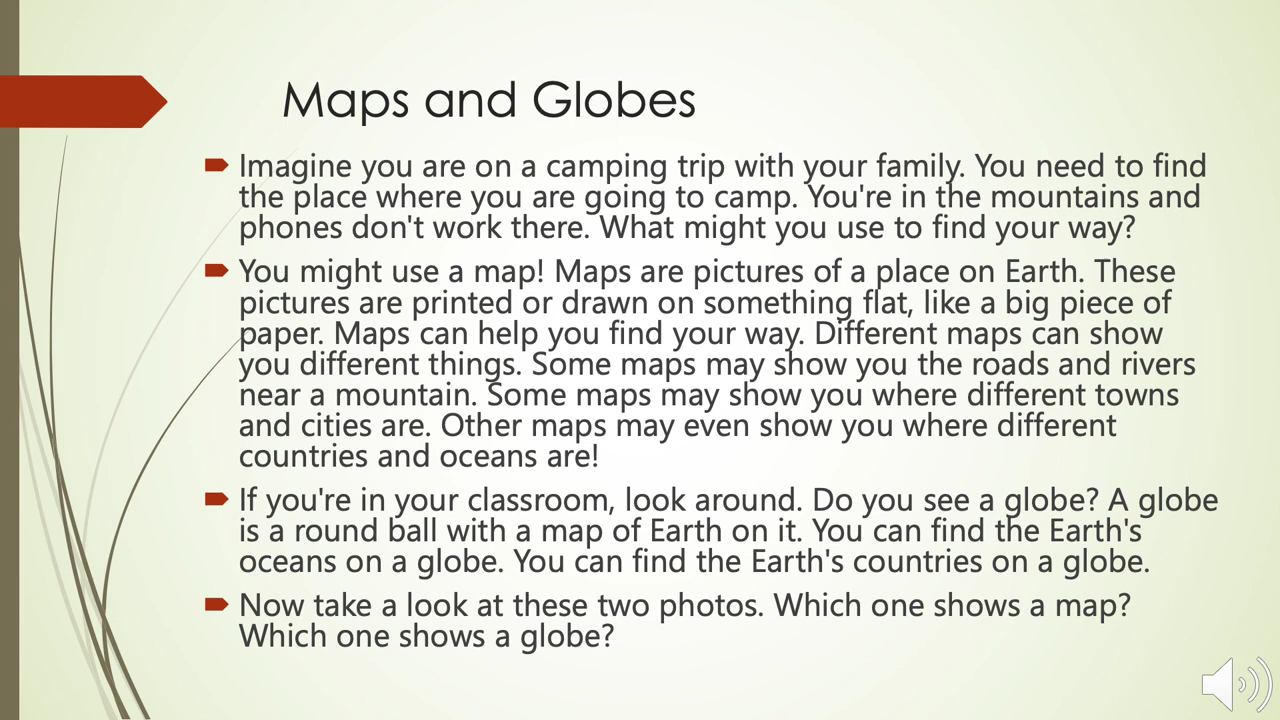 Maps and Globes
Imagine you are on a camping trip with your family. You need to find
the place where you are going to camp. You're in the mountains and
phones don't work there. What might you use to find your way?
You might use a map! Maps are pictures of a place on Earth. These
pictures are printed or drawn on something flat, like a big piece of
paper. Maps can help you find your way. Different maps can show
you different things. Some maps may show you the roads and rivers
near a mountain. Some maps may show you where different towns
and cities are. Other maps may even show you where different
countries and oceans are!
If you're in your classroom, look around. Do you see a globe? A globe
is a round ball with a map of Earth on it. You can find the Earth's
oceans on a globe. You can find the Earth's countries on a globe.
Now take a look at these two photos. Which one shows a map?
Which one shows a globe?